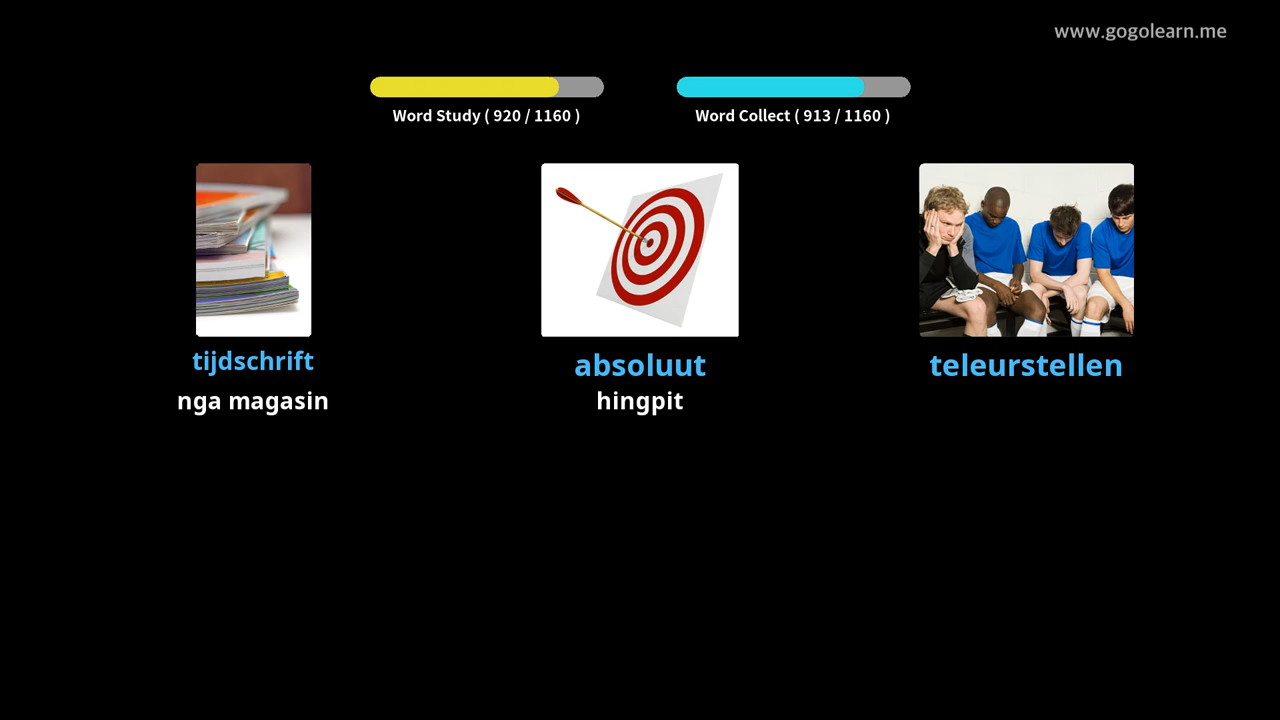 www.gogolearn.me
Word Study ( 920 / 1160 )
Word Collect ( 913 / 1160 )
tijdschrift
nga magasin
absoluut
hingpit
teleurstellen